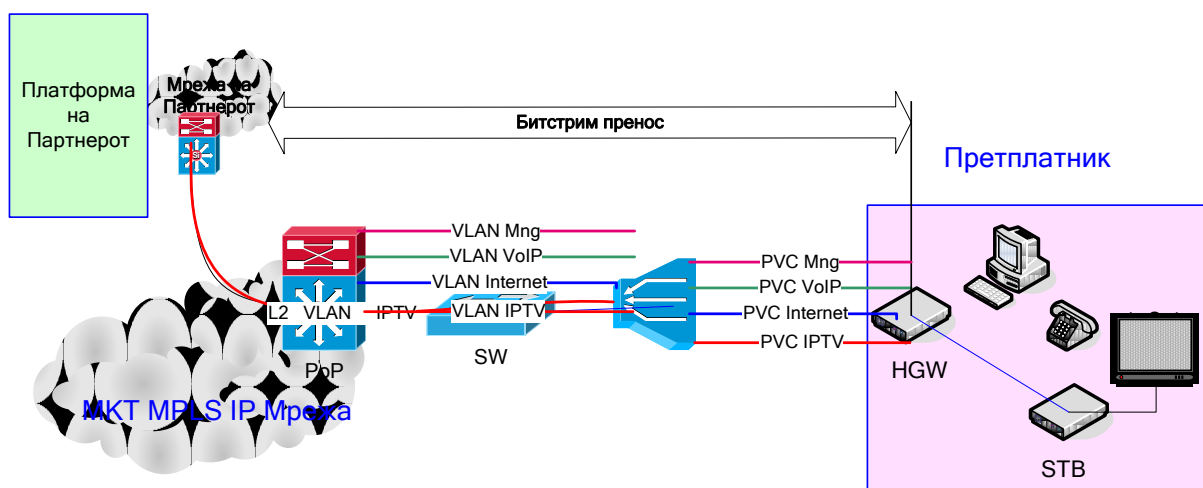 Платформа
на
Партнерот
Мрежа на
Партнерот
Si
Битстрим пренос
Претплатник
VLAN Mng
VLAN VoIP
VLAN Internet
L2 VLAN IPTV
VLAN IPTV
SW
PoP
МКТ MPLS IP Мрежа
PVC Mng
PVC VoIP
PVC Internet
PVC IPTV
HGW
STB